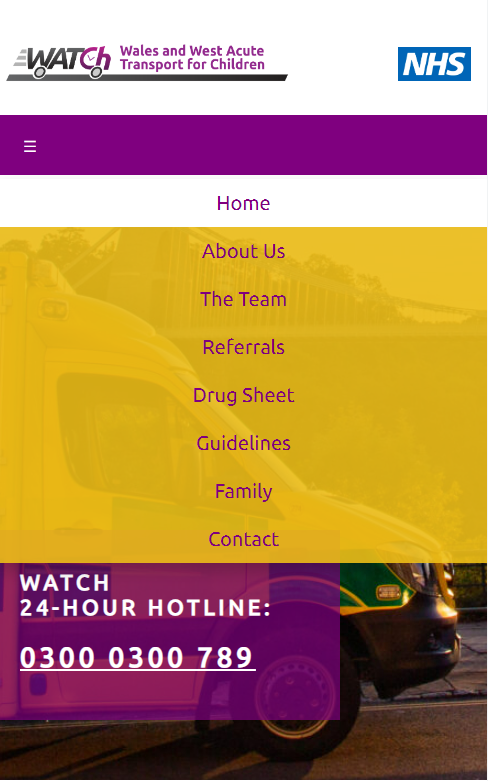 WATCh
Wales and West Acute
Transport for Children
NHS
☰
Home
About Us
The Team
Referrals
Drug Sheet
Guidelines
Family
Contact
WATCH
24-HOUR HOTLINE:
0300 0300 789